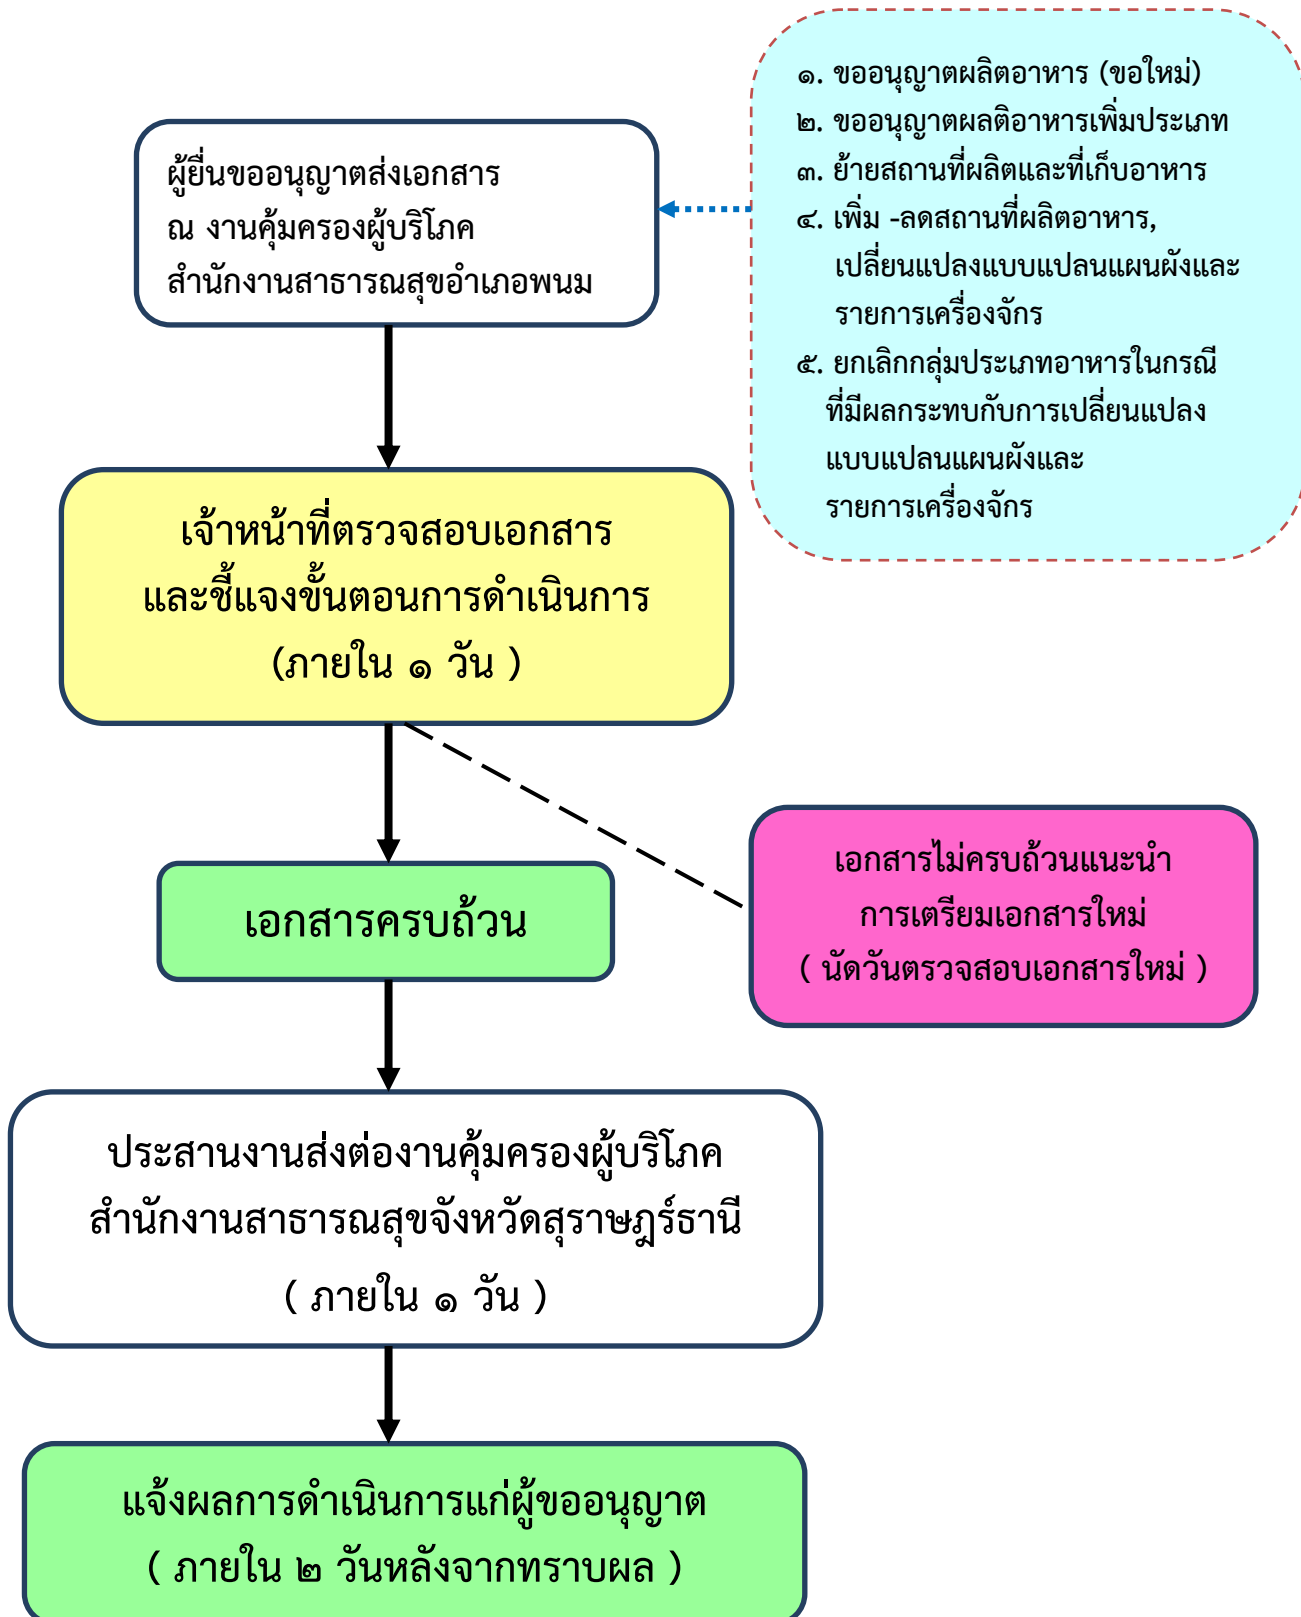 ๑. ขออนุญาตผลิตอาหาร (ขอใหม่)
๒. ขออนุญาตผลติอาหารเพิ่มประเภท
๓. ย้ายสถานที่ผลิตและที่เก็บอาหาร
๔. เพิ่ม -ลดสถานที่ผลิตอาหาร,
เปลี่ยนแปลงแบบแปลนแผนผังและ
รายการเครื่องจักร
๕. ยกเลิกกลุ่มประเภทอาหารในกรณี
ที่มีผลกระทบกับการเปลี่ยนแปลง
แบบแปลนแผนผังและ
รายการเครื่องจักร
ผู้ยื่นขออนุญาตส่งเอกสาร
ณ งานคุ้มครองผู้บริโภค
สำนักงานสาธารณสุขอำเภอพนม
เจ้าหน้าที่ตรวจสอบเอกสาร
และชี้แจงขั้นตอนการดำเนินการ
(ภายใน ๑ วัน )
เอกสารครบถ้วน
เอกสารไม่ครบถ้วนแนะนำ
การเตรียมเอกสารใหม่
( นัดวันตรวจสอบเอกสารใหม่ )
ประสานงานส่งต่องานคุ้มครองผู้บริโภค
สำนักงานสาธารณสุขจังหวัดสุราษฎร์ธานี
( ภายใน ๑ วัน )
แจ้งผลการดำเนินการแก่ผู้ขออนุญาต
( ภายใน ๒ วันหลังจากทราบผล )